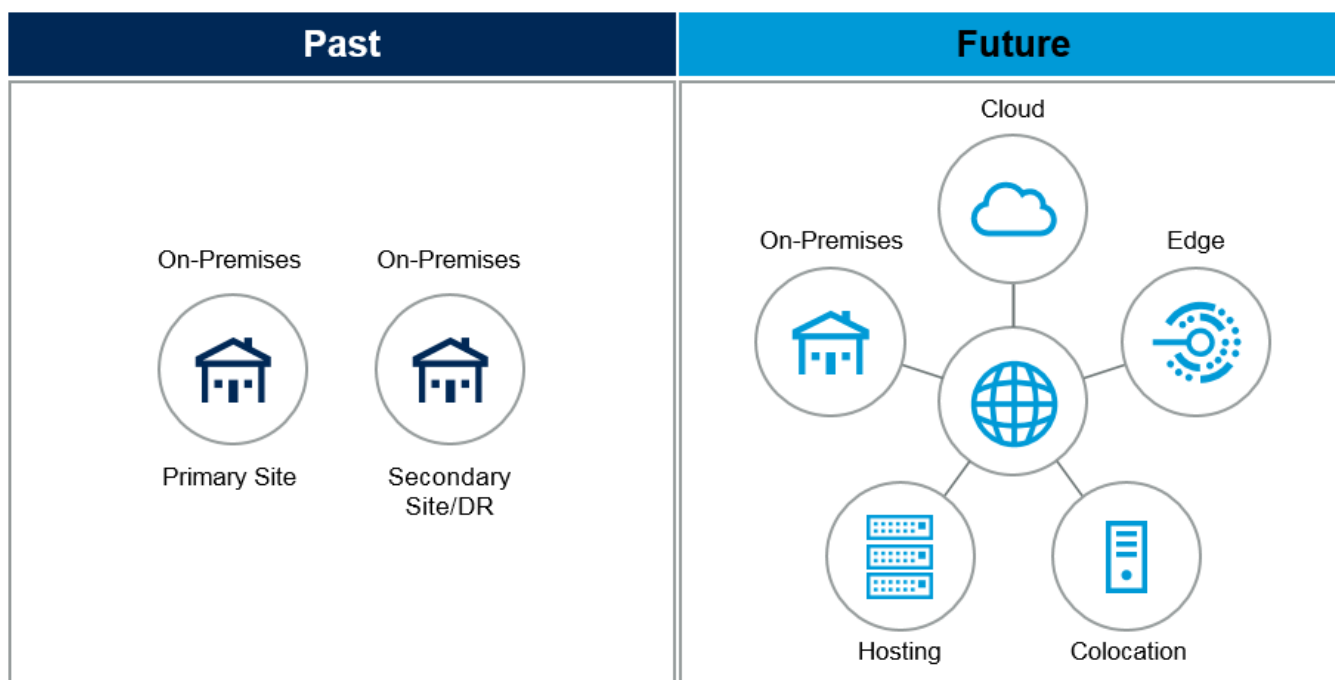 Past
Future
On-Premises
On-Premises
Primary Site
Secondary
Site/DR
Cloud
On-Premises
Edge
Hosting
Colocation